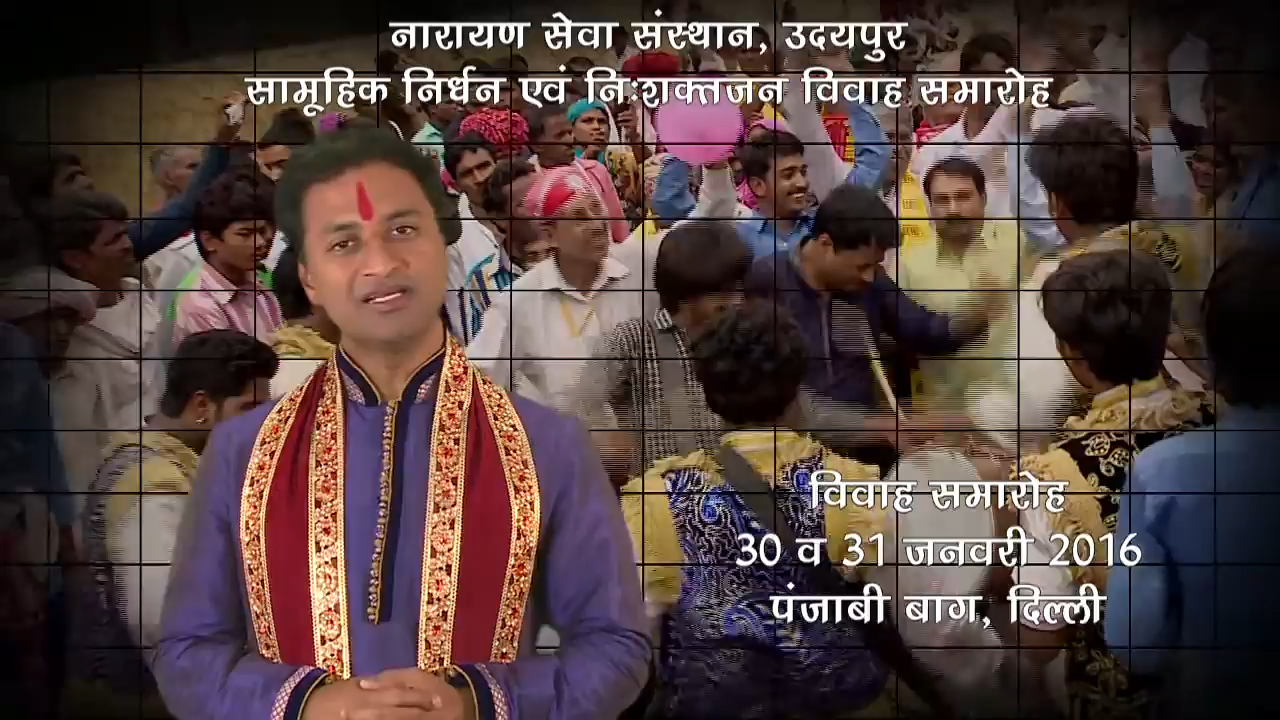 नारायण सेवा संस्थान, उदयपुर
सामूहिक निर्धन एवं निःशक्तजन विवाह समारोह
विवाह समारोह
30 व 31 जनवरी 2016
पंजाबी बाग, दिल्ली